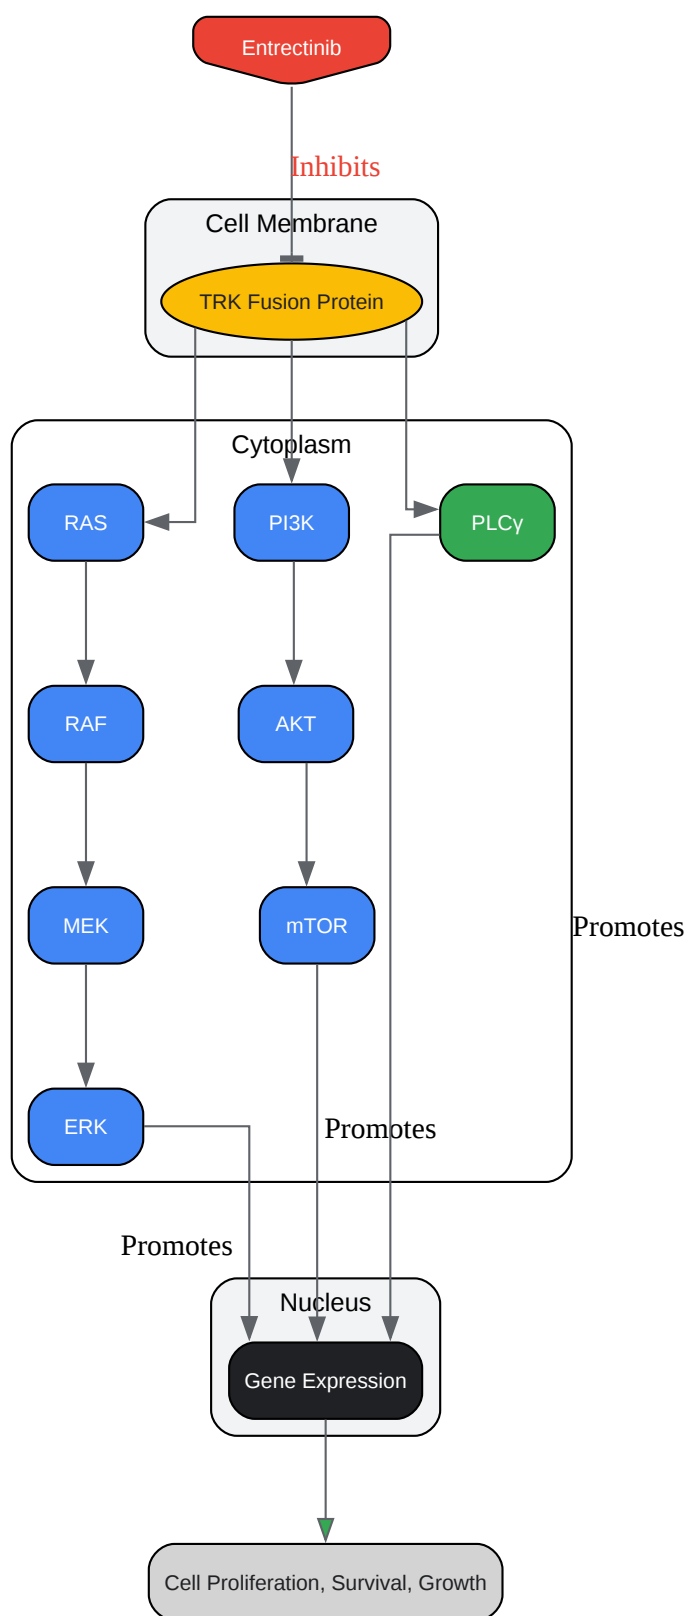 Entrectinib
Inhibits
Cell Membrane
TRK Fusion Protein
Cytoplasm
RAS
PI3K
PLCγ
RAF
AKT
MEK
mTOR
Promotes
ERK
Promotes
Promotes
Nucleus
Gene Expression
Cell Proliferation, Survival, Growth